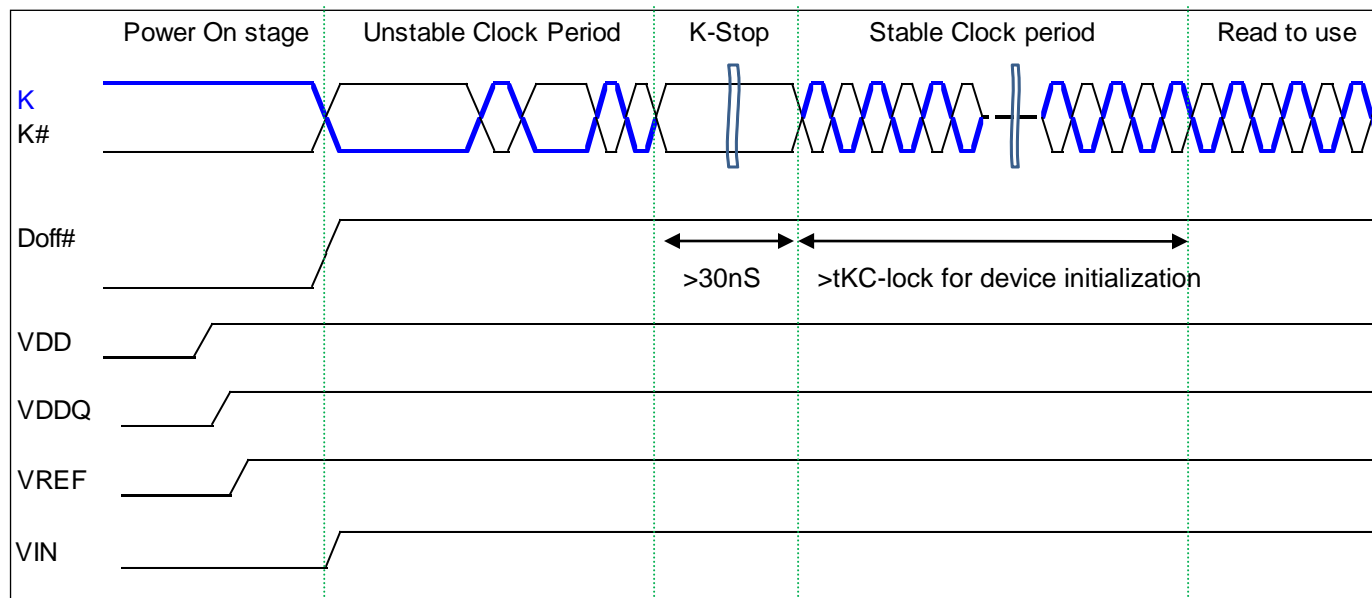 Power On stage Unstable Clock Period K-Stop Stable Clock period Read to use
K
K#
Doff#
>30nS >tKC-lock for device initialization
VDD
VDDQ
VREF
VIN